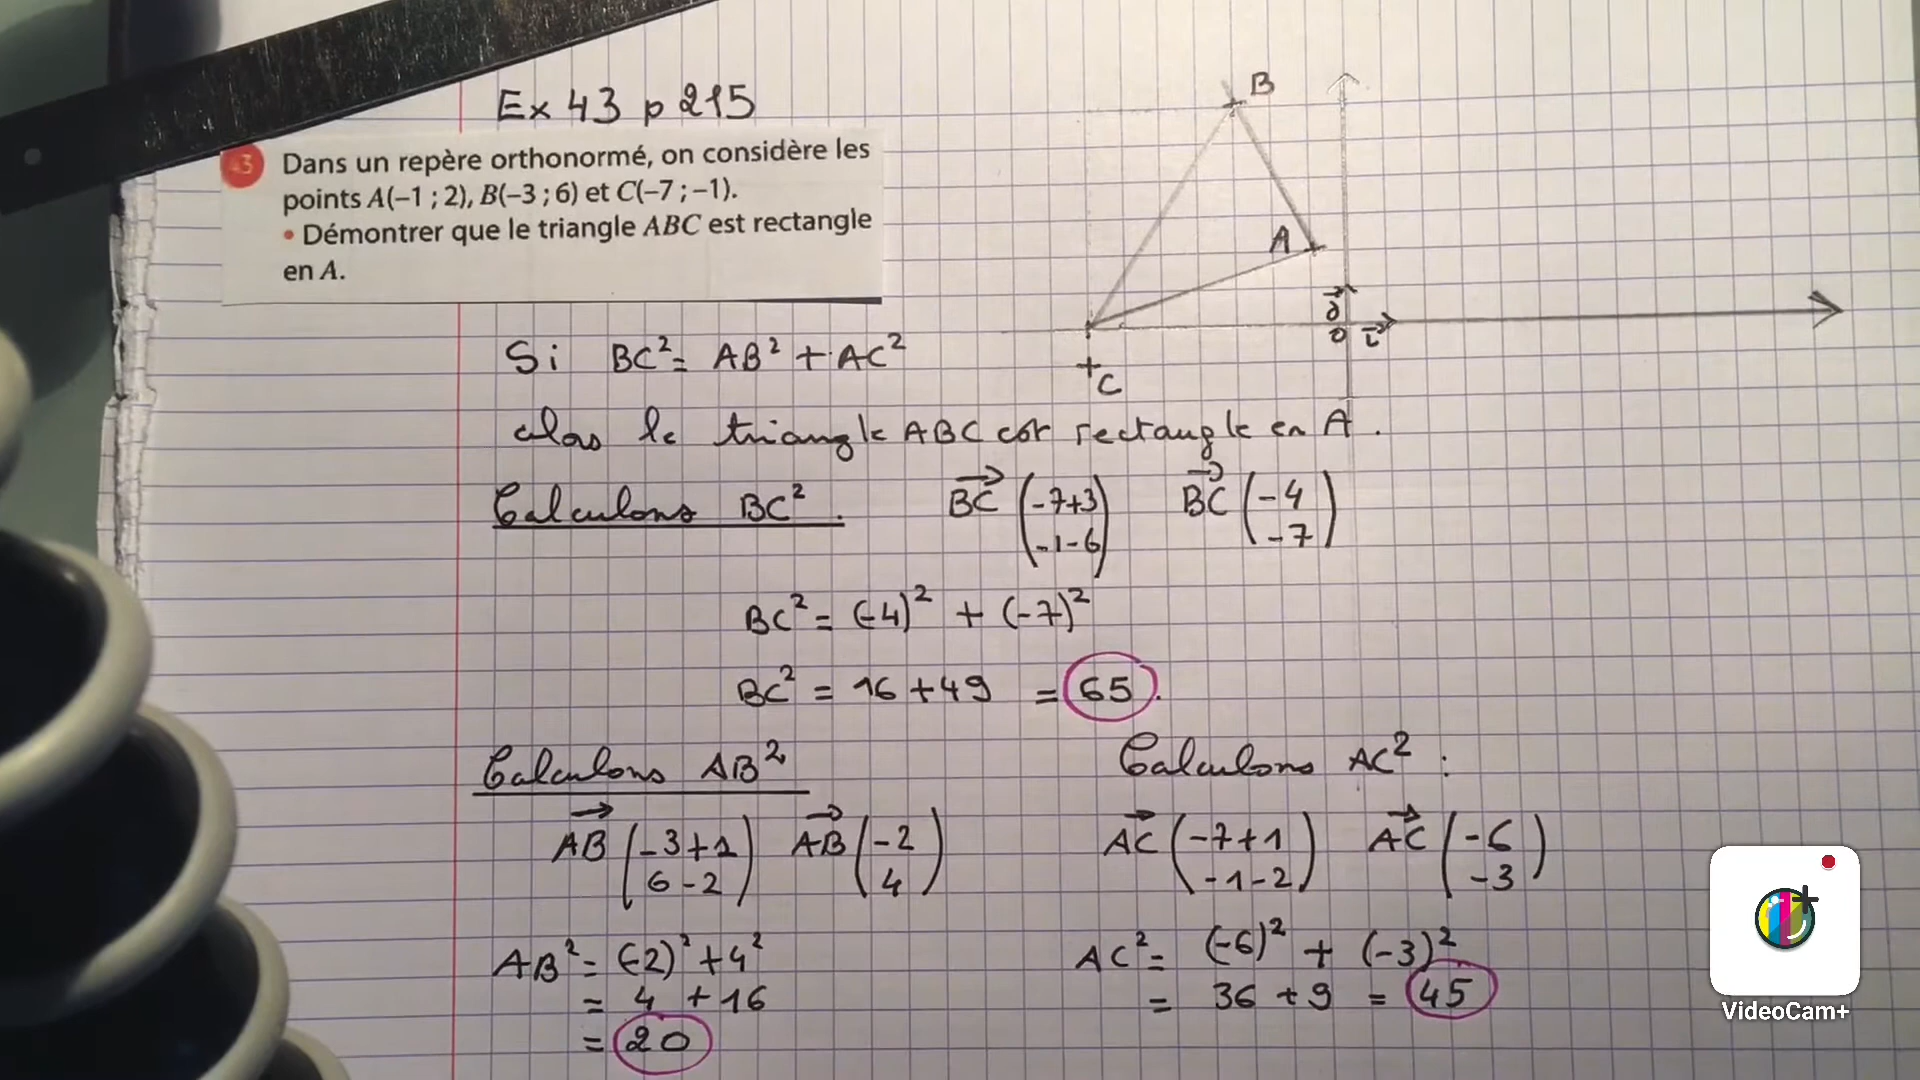 Ex 43 p 215
43 Dans un repère orthonormé, on considère les
points A(–1 ; 2), B(–3 ; 6) et C(–7 ; –1).
• Démontrer que le triangle ABC est rectangle
en A.
B
A
C
j
O i
Si BC² = AB² + AC²
alors le triangle ABC est rectangle en A.
Calculons BC². BC (-7+3 BC (-4
-1-6) -7)
BC² = (-4)² + (-7)²
BC² = 16 + 49 = 65.
Calculons AB²
AB (-3+1 AB (-2
6-2) 4)
AB² = (-2)² + 4²
= 4 + 16
= 20
Calculons AC² :
AC (-7+1 AC (-6
-1-2) -3)
AC² = (-6)² + (-3)²
= 36 + 9 = 45
VideoCam+